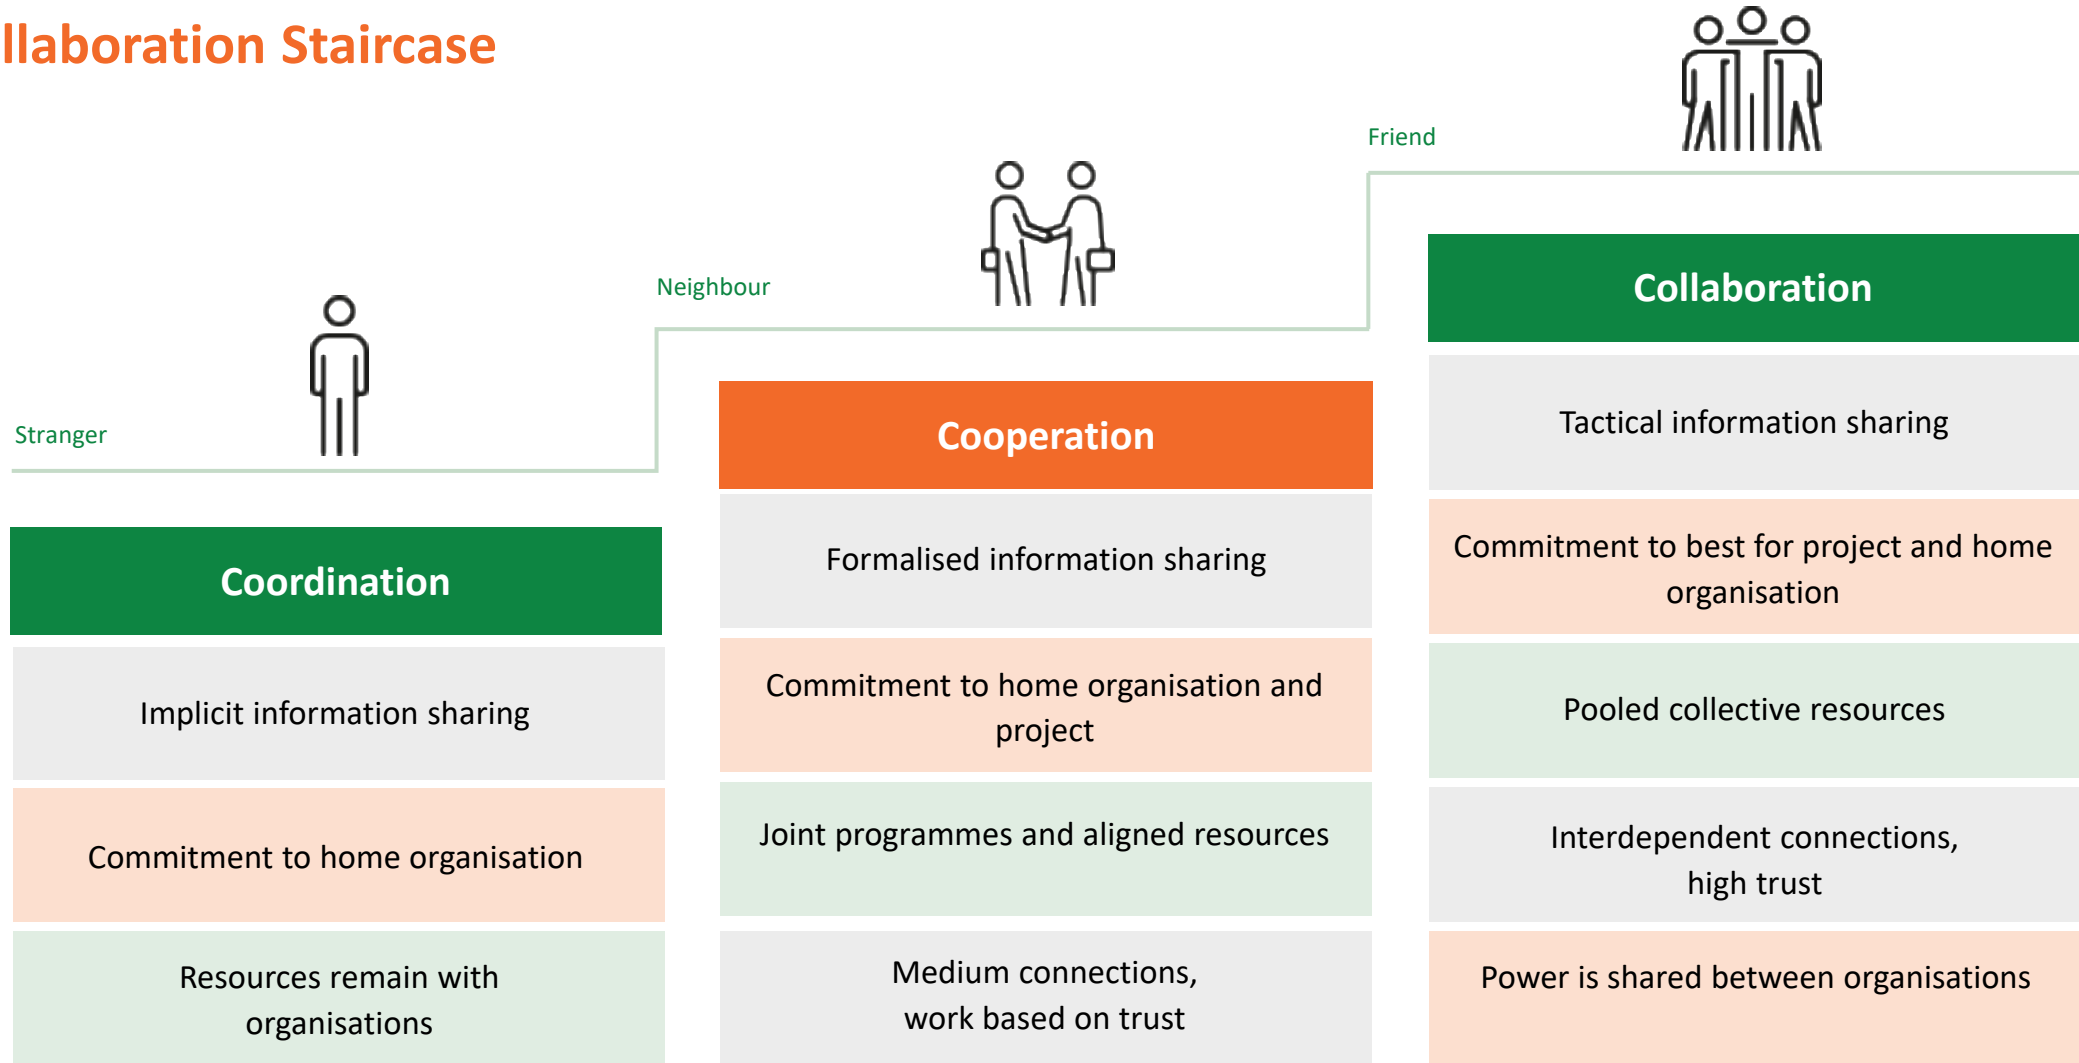 llaboration Staircase
Stranger
Coordination
Implicit information sharing
Commitment to home organisation
Resources remain with
organisations
Neighbour
Cooperation
Formalised information sharing
Commitment to home organisation and
project
Joint programmes and aligned resources
Medium connections,
work based on trust
Friend
Collaboration
Tactical information sharing
Commitment to best for project and home
organisation
Pooled collective resources
Interdependent connections,
high trust
Power is shared between organisations